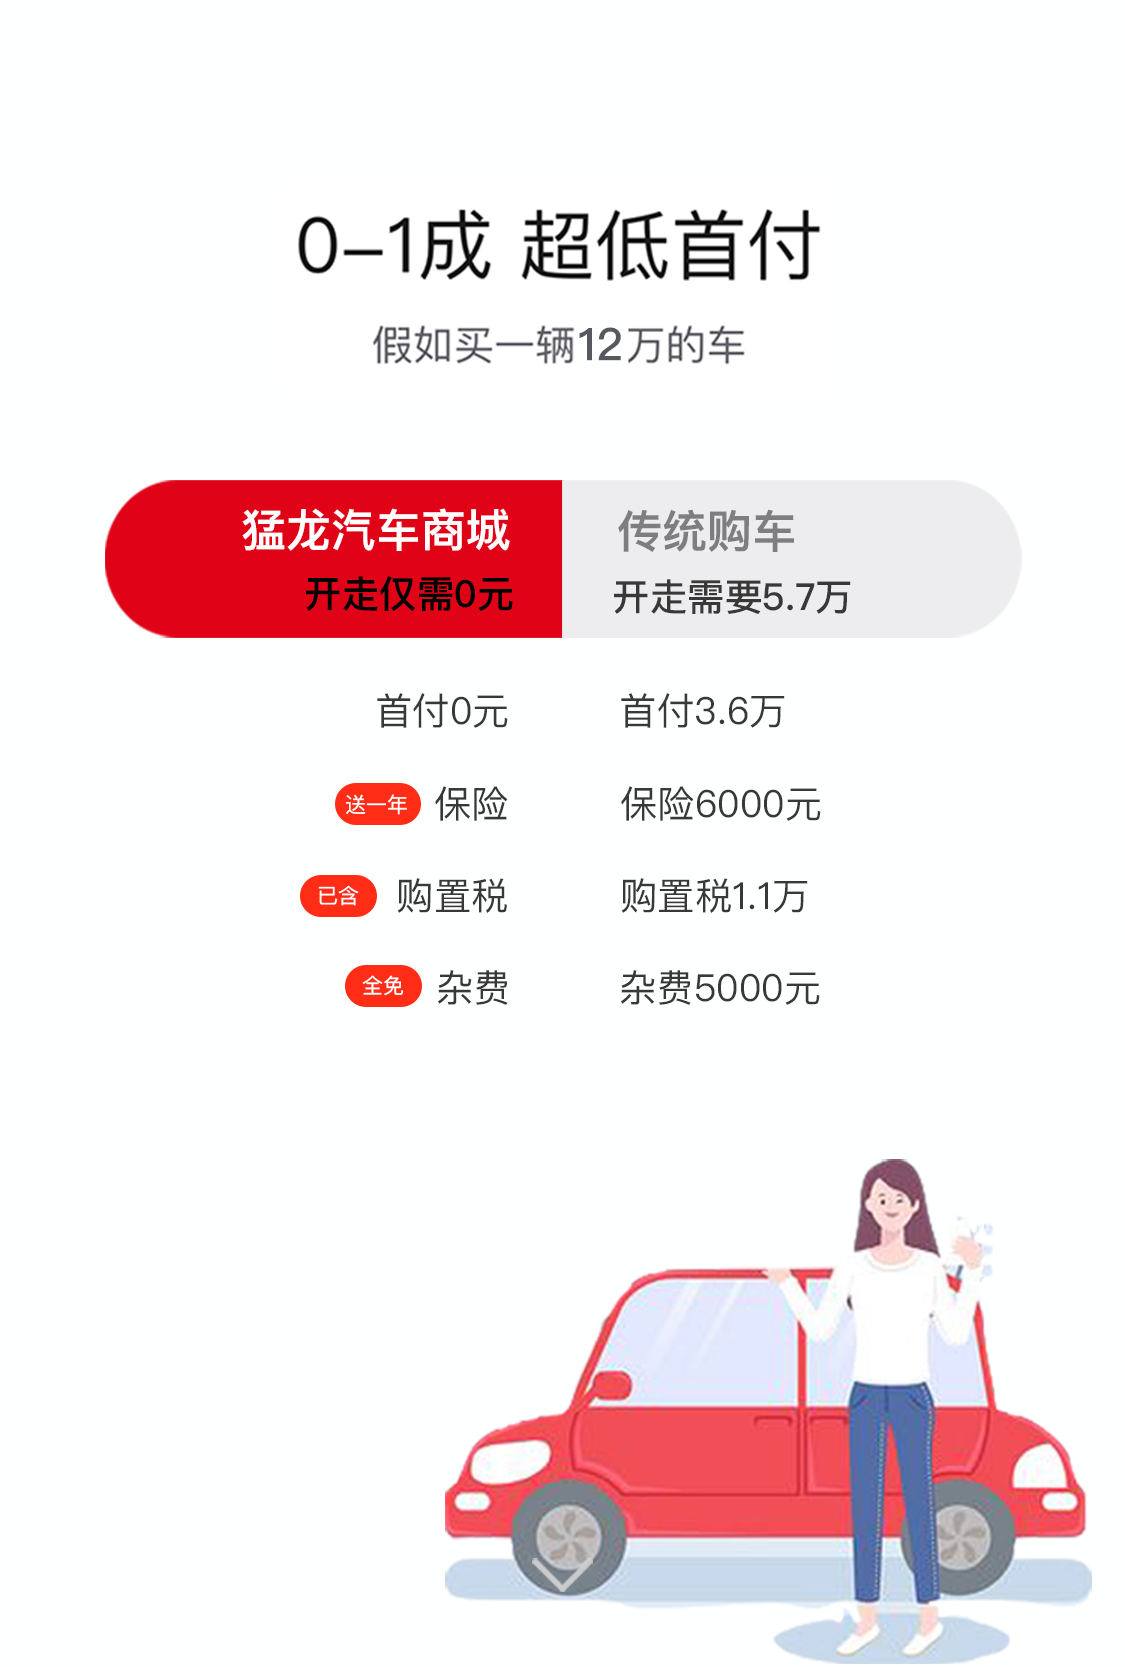 0-1成 超低首付
假如买一辆12万的车
猛龙汽车商城
开走仅需0元
传统购车
开走需要5.7万
首付0元 首付3.6万
送一年 保险 保险6000元
已含 购置税 购置税1.1万
全免 杂费 杂费5000元